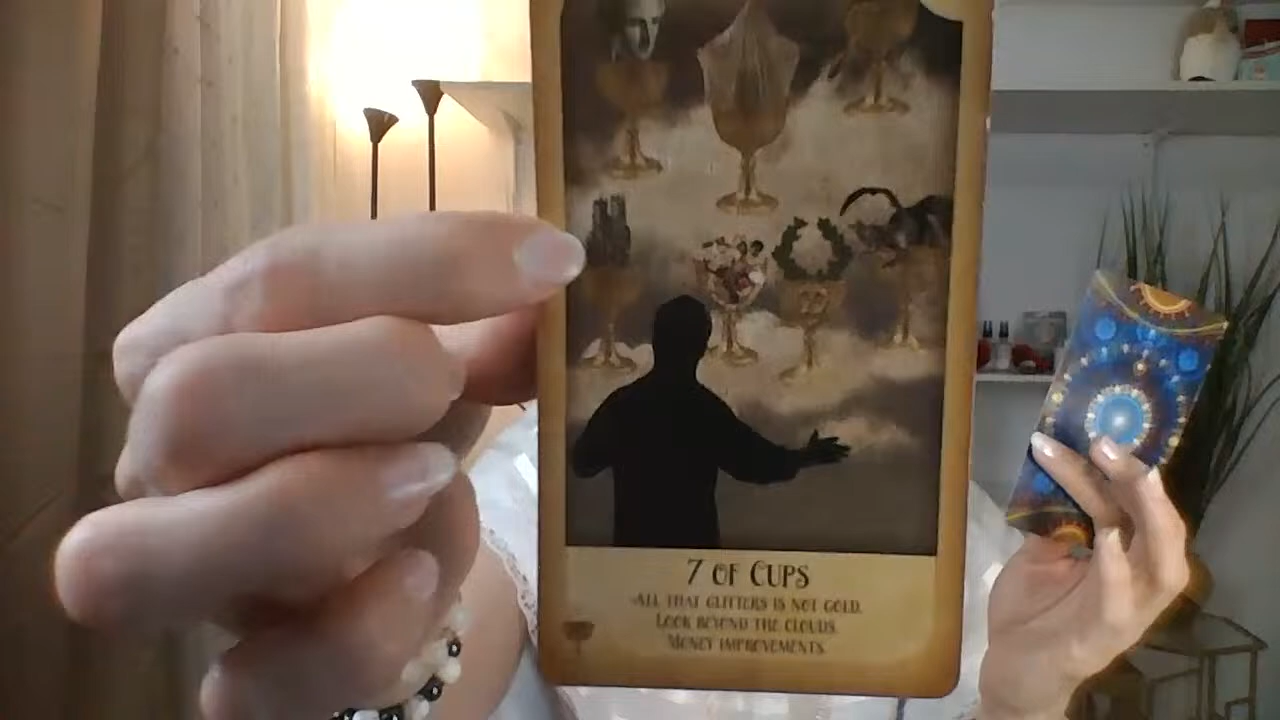 7 OF CUPS
ALL THAT GLITTERS IS NOT GOLD.
LOOK BEYOND THE CLOUDS.
MONEY IMPROVEMENTS.